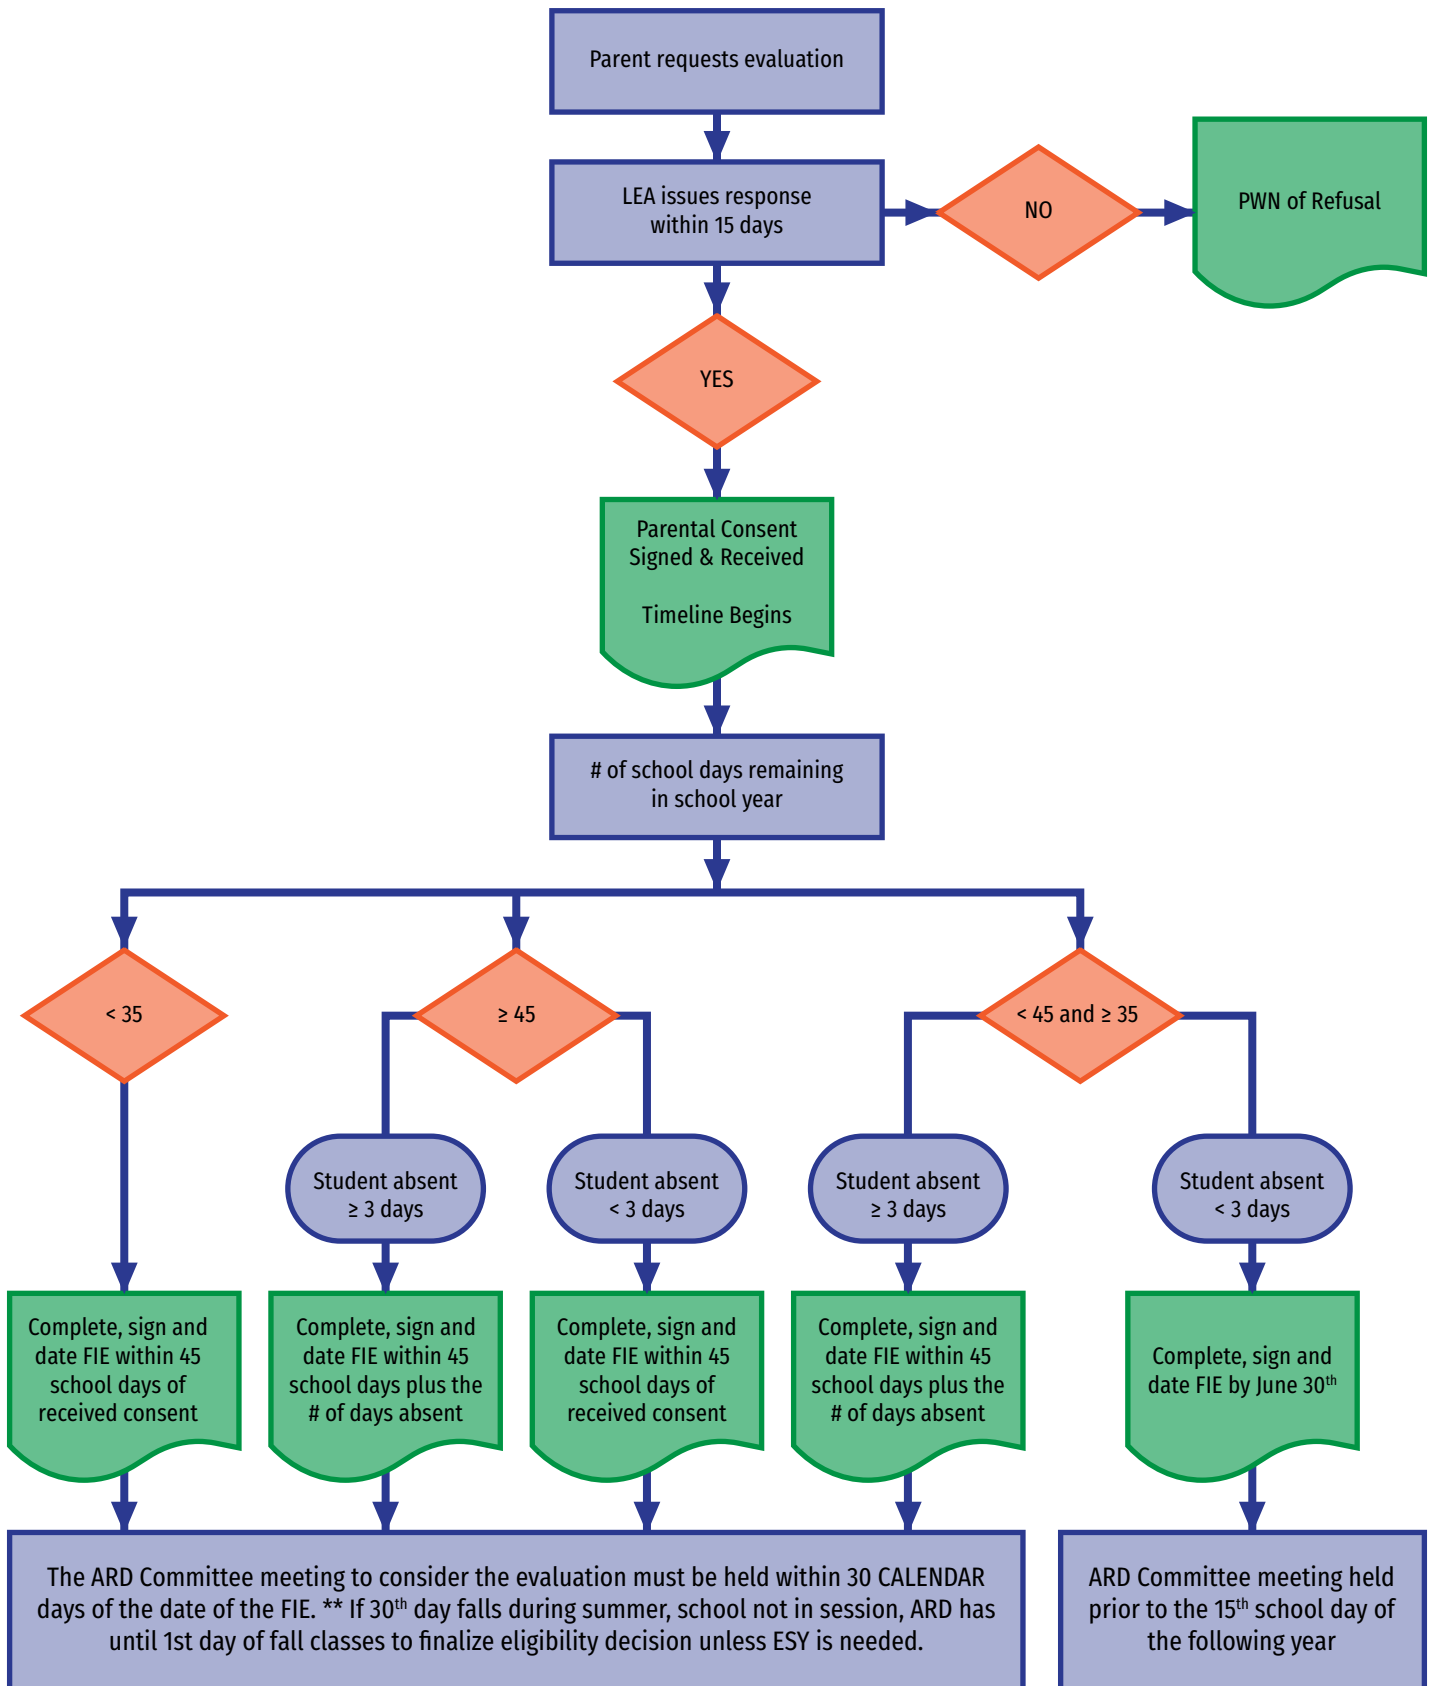 Parent requests evaluation
LEA issues response
within 15 days
NO
PWN of Refusal
YES
Parental Consent
Signed & Received
Timeline Begins
# of school days remaining
in school year
< 35
≥ 45
< 45 and ≥ 35
Student absent
≥ 3 days
Student absent
< 3 days
Student absent
≥ 3 days
Student absent
< 3 days
Complete, sign and
date FIE within 45
school days of
received consent
Complete, sign and
date FIE within 45
school days plus the
# of days absent
Complete, sign and
date FIE within 45
school days of
received consent
Complete, sign and
date FIE within 45
school days plus the
# of days absent
Complete, sign and
date FIE by June 30th
The ARD Committee meeting to consider the evaluation must be held within 30 CALENDAR
days of the date of the FIE. ** If 30th day falls during summer, school not in session, ARD has
until 1st day of fall classes to finalize eligibility decision unless ESY is needed.
ARD Committee meeting held
prior to the 15th school day of
the following year